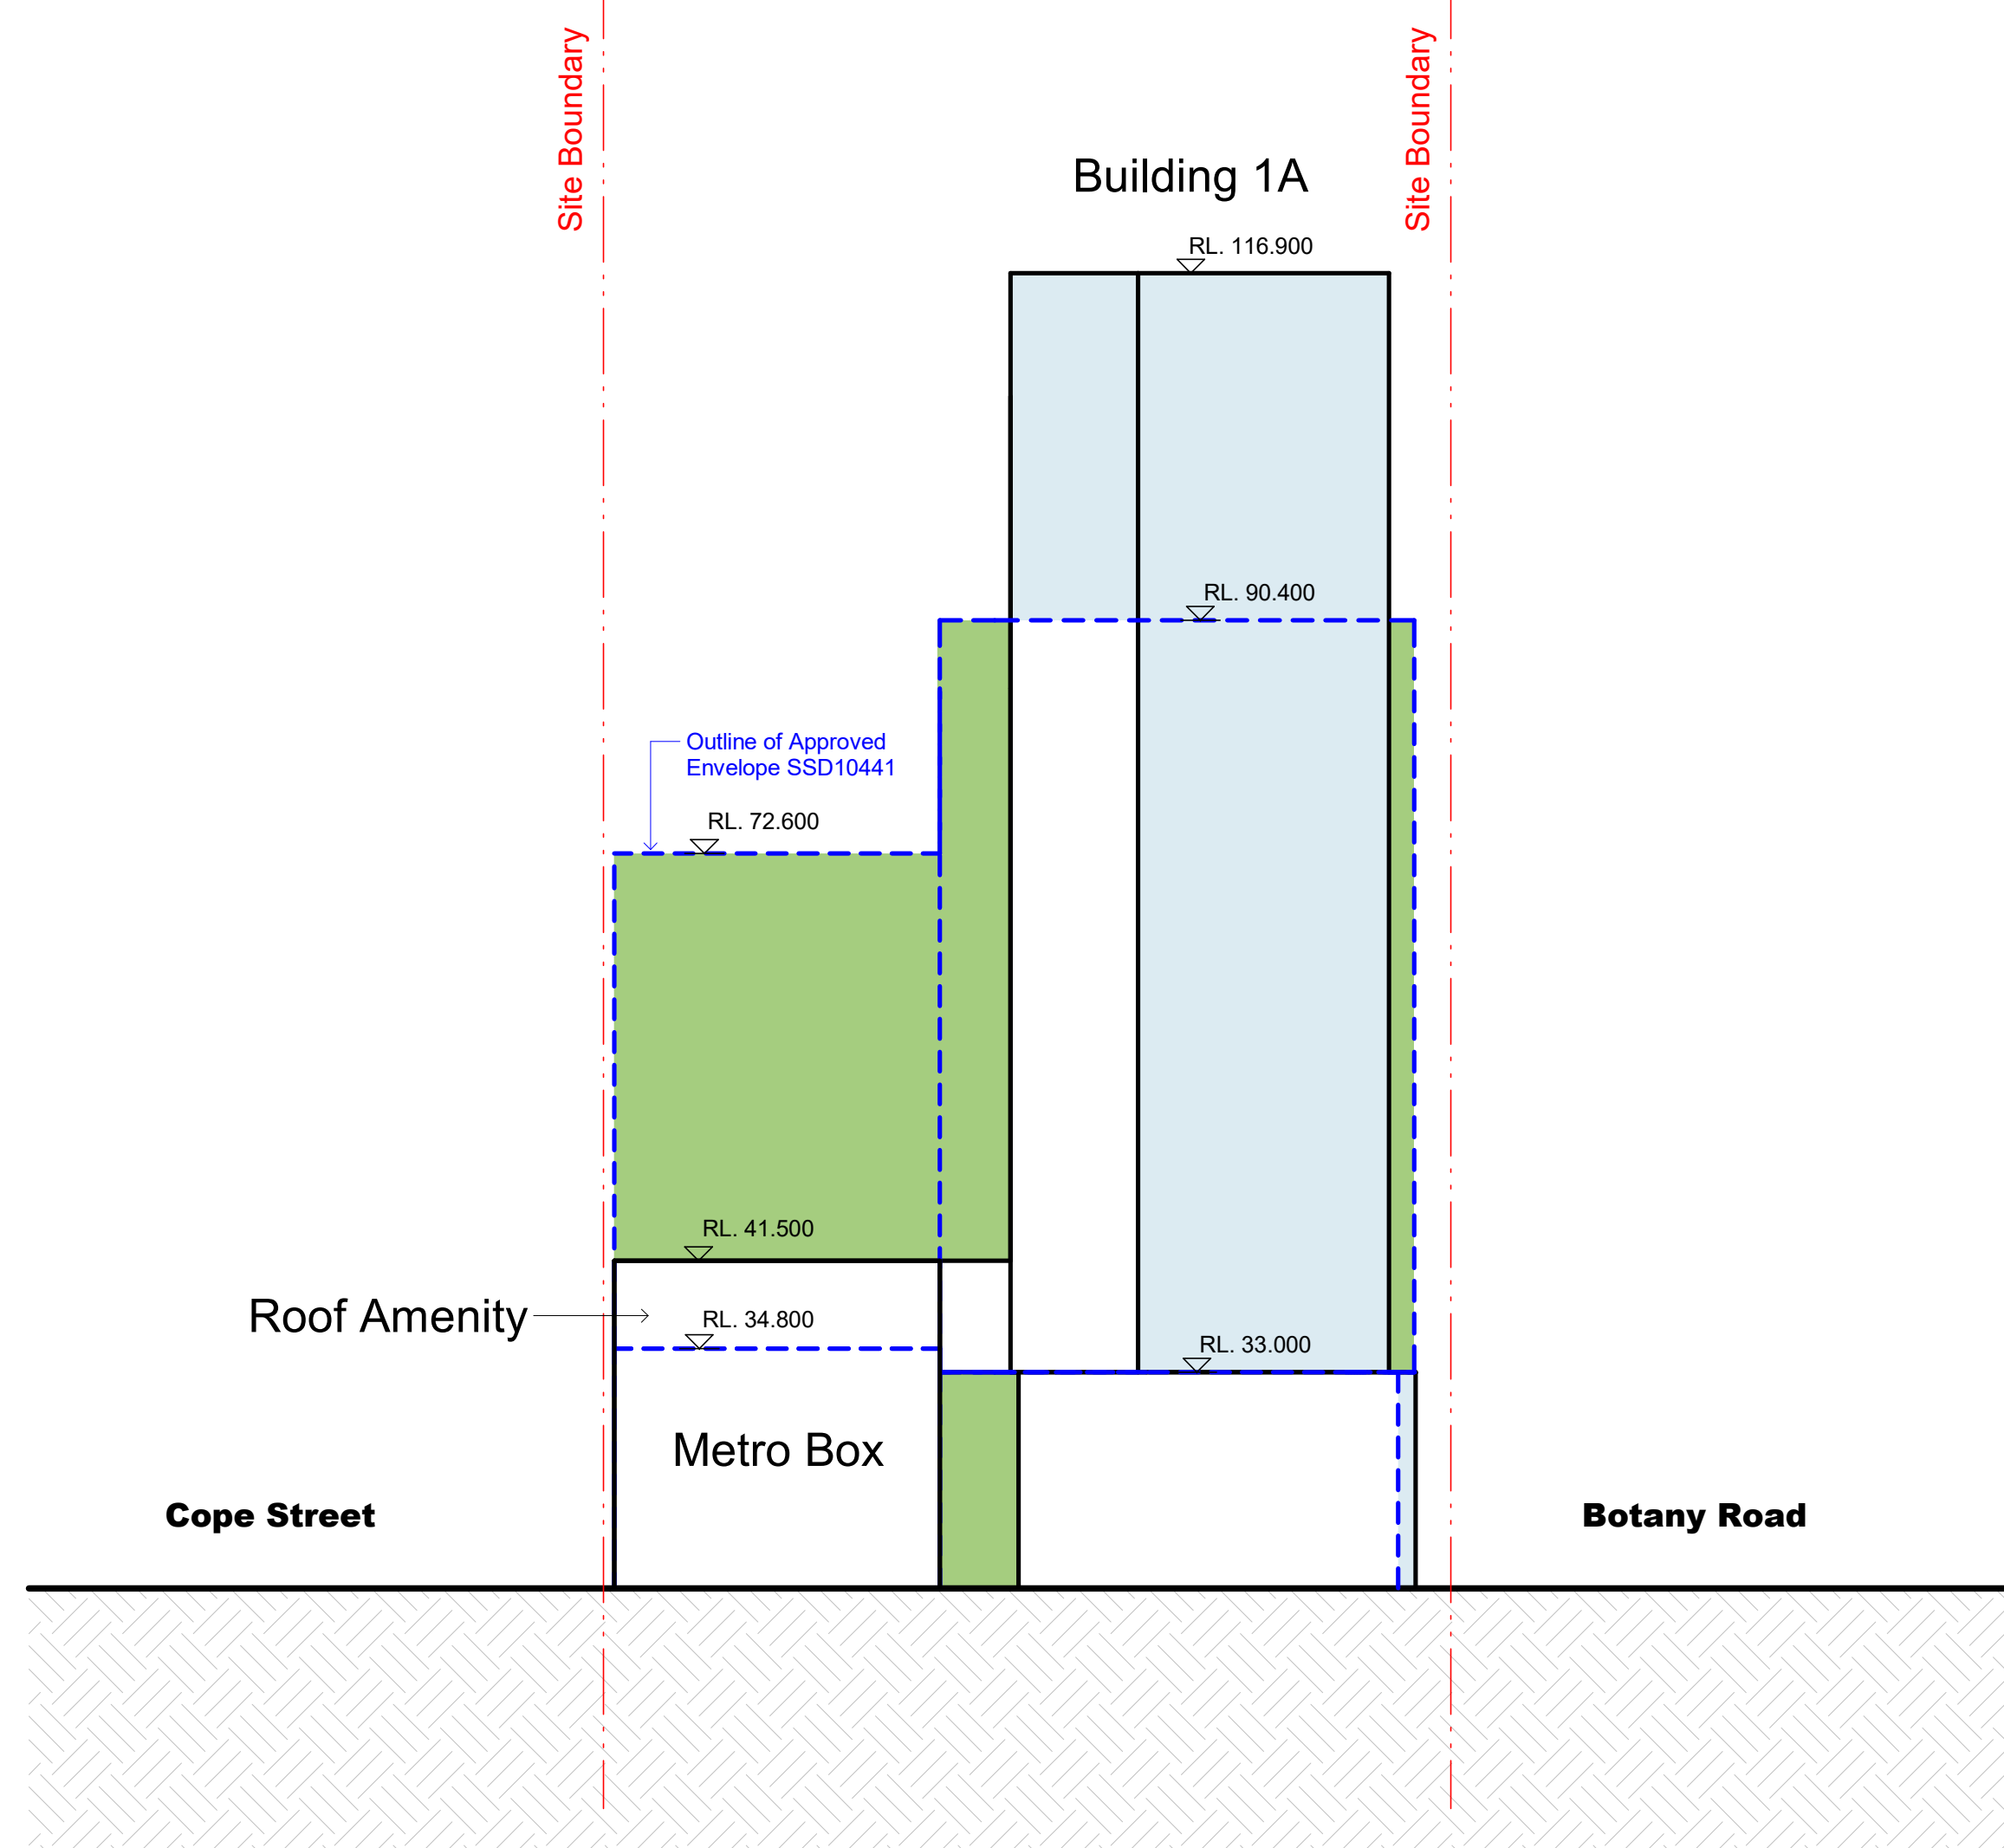 Site Boundary
Site Boundary
Building 1A
RL. 116.900
RL. 90.400
Outline of Approved
Envelope SSD10441
RL. 72.600
RL. 41.500
Roof Amenity
RL. 34.800
RL. 33.000
Metro Box
Cope Street
Botany Road